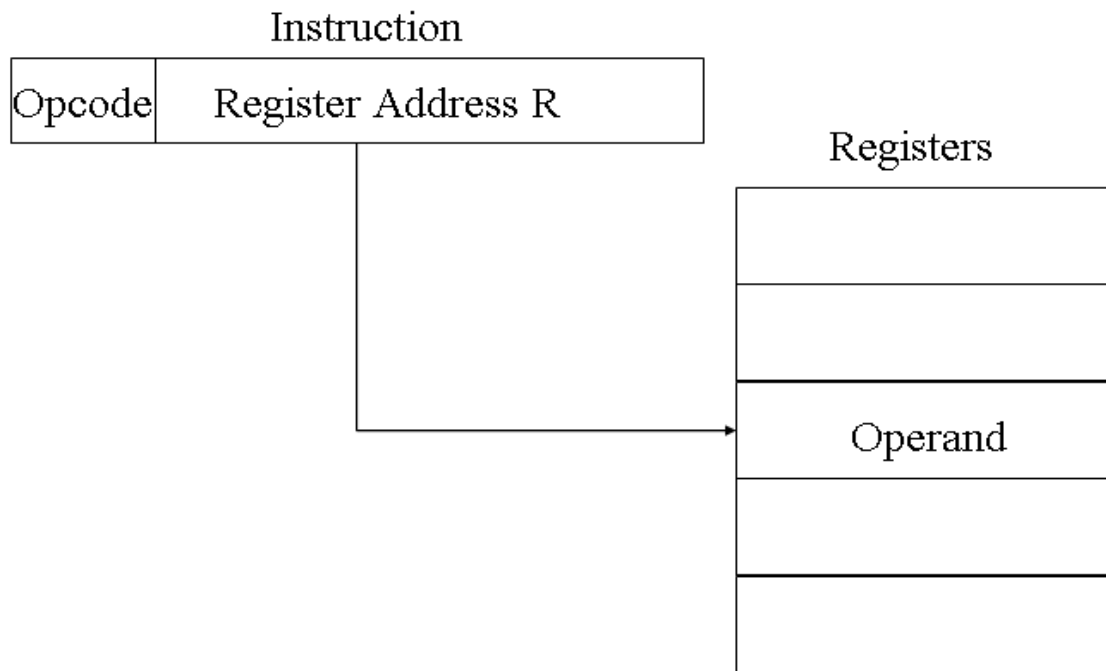 Instruction
Opcode
Register Address R
Registers
Operand